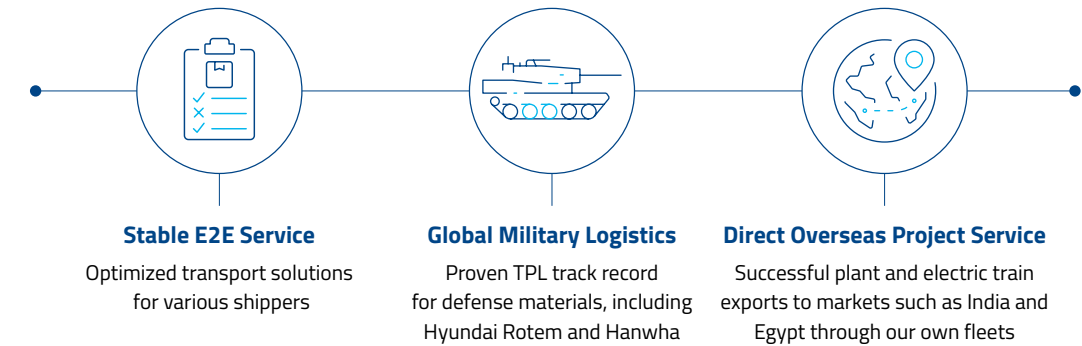 Stable E2E Service
Optimized transport solutions
for various shippers
Global Military Logistics
Proven TPL track record
for defense materials, including
Hyundai Rotem and Hanwha
Direct Overseas Project Service
Successful plant and electric train
exports to markets such as India and
Egypt through our own fleets